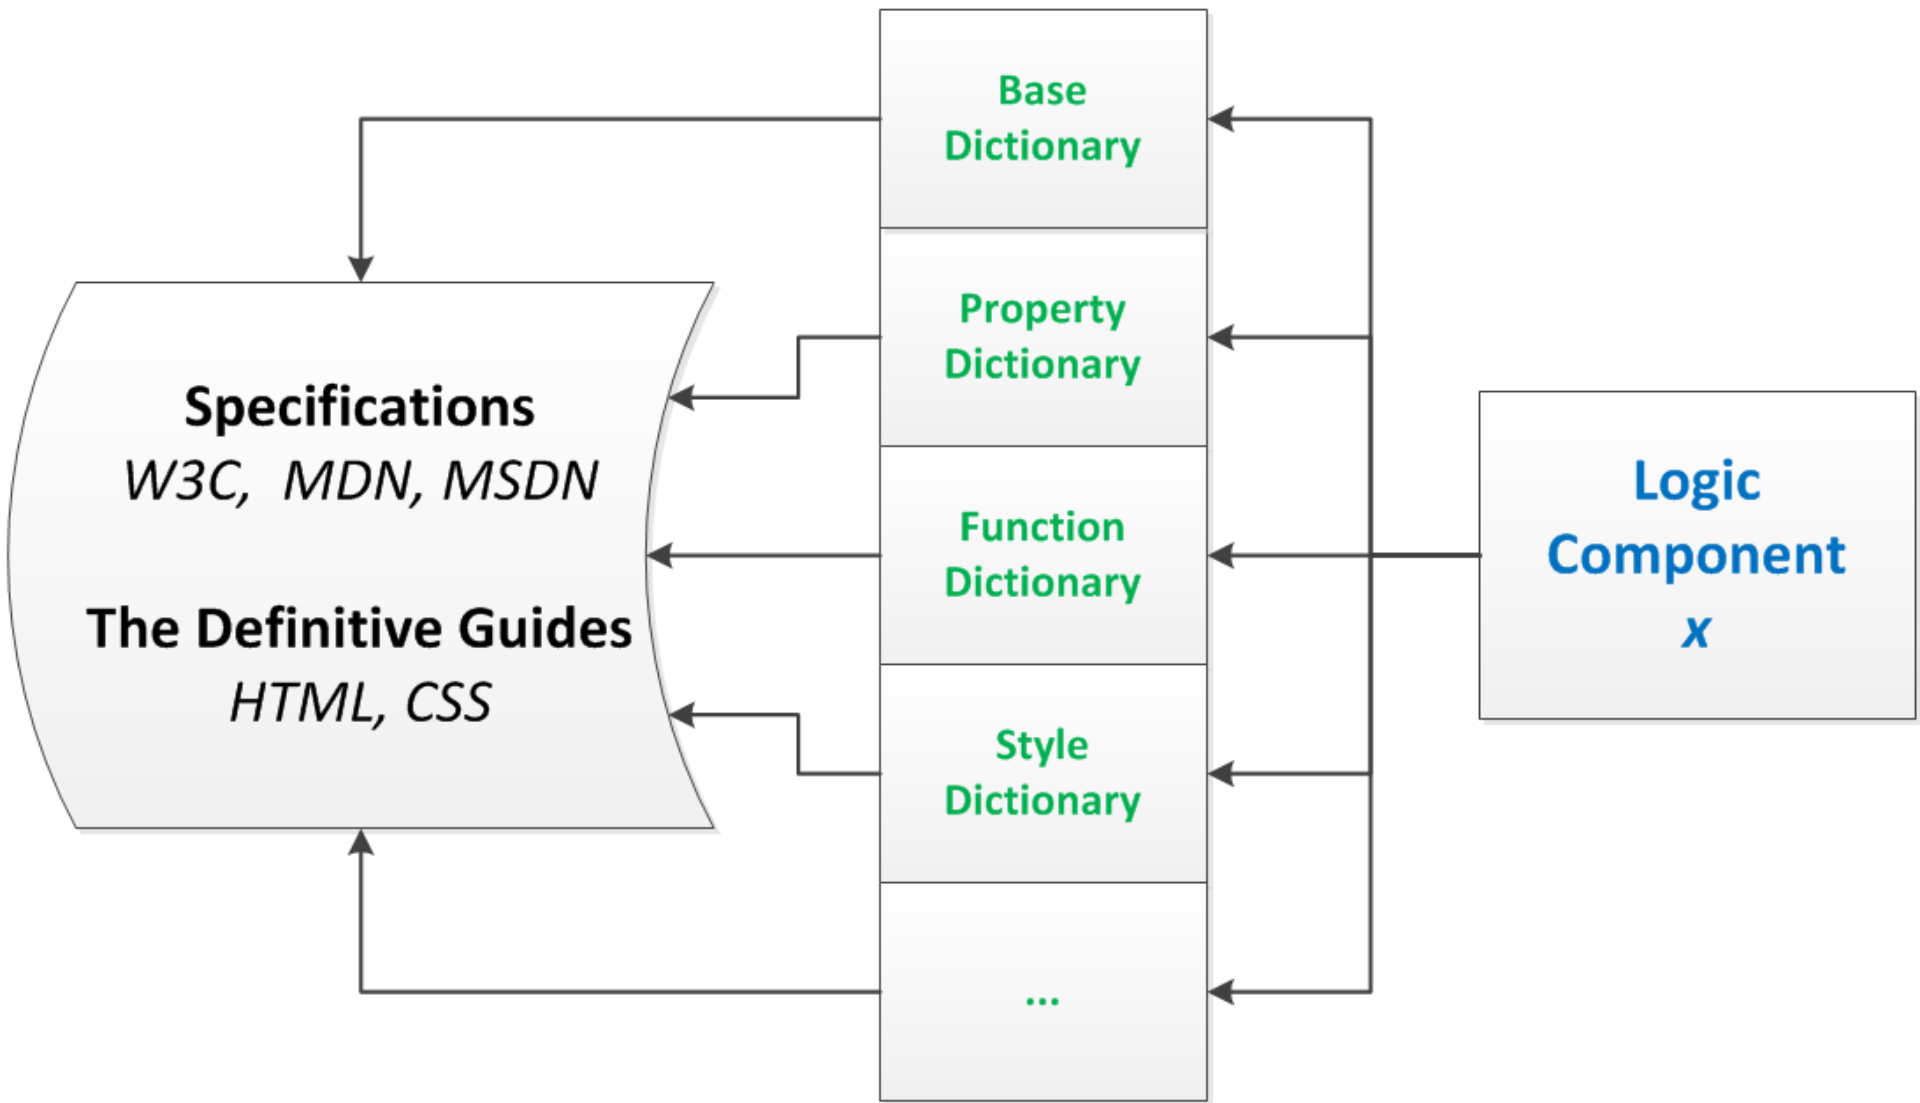 Base
Dictionary
Property
Dictionary
Specifications
W3C, MDN, MSDN
The Definitive Guides
HTML, CSS
Function
Dictionary
Style
Dictionary
...
Logic
Component
x